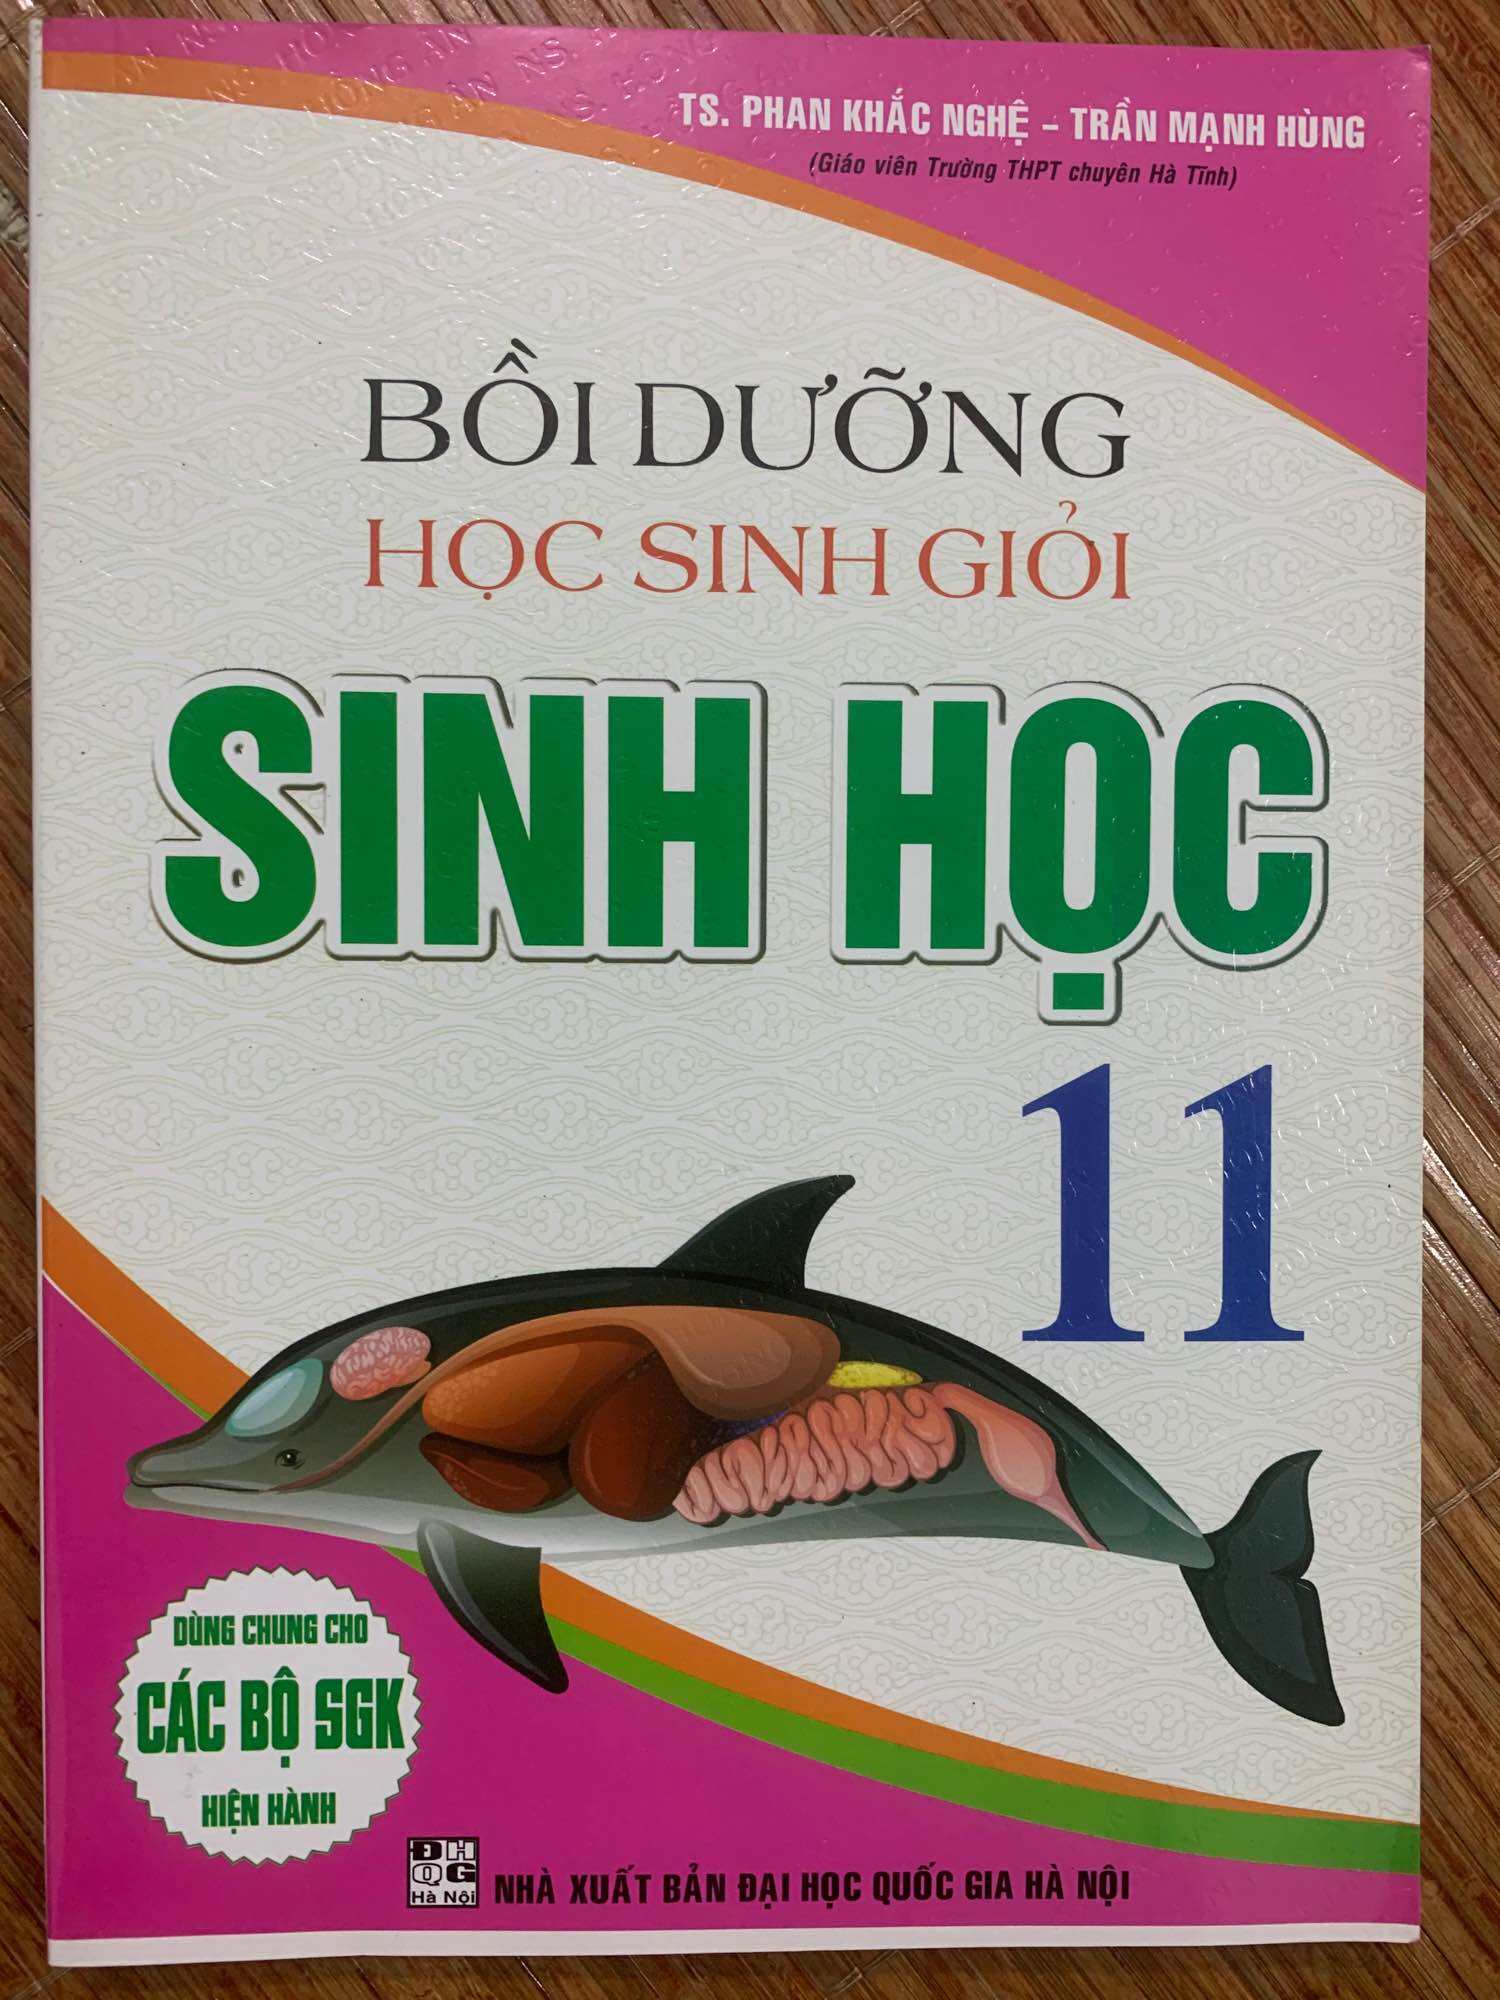 TS. PHAN KHẮC NGHỆ - TRẦN MẠNH HÙNG
(Giáo viên Trường THPT chuyên Hà Tĩnh)
BỒI DƯỠNG
HỌC SINH GIỎI
SINH HỌC
11
DÙNG CHUNG CHO
CÁC BỘ SGK
HIỆN HÀNH
ĐH
QG
Hà Nội
NHÀ XUẤT BẢN ĐẠI HỌC QUỐC GIA HÀ NỘI